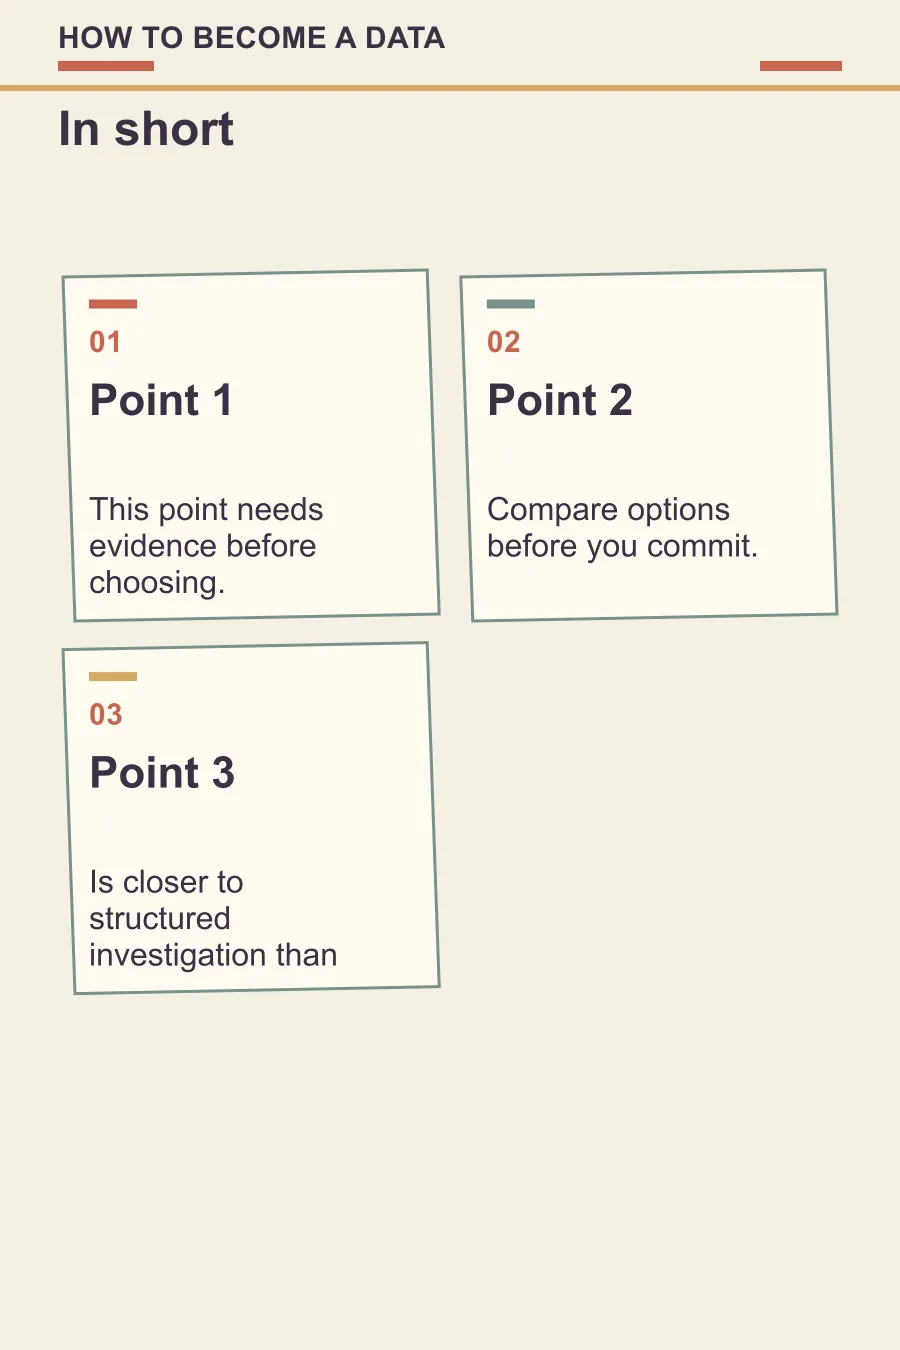 HOW TO BECOME A DATA
In short
01
Point 1
This point needs
evidence before
choosing.
02
Point 2
Compare options
before you commit.
03
Point 3
Is closer to
structured
investigation than